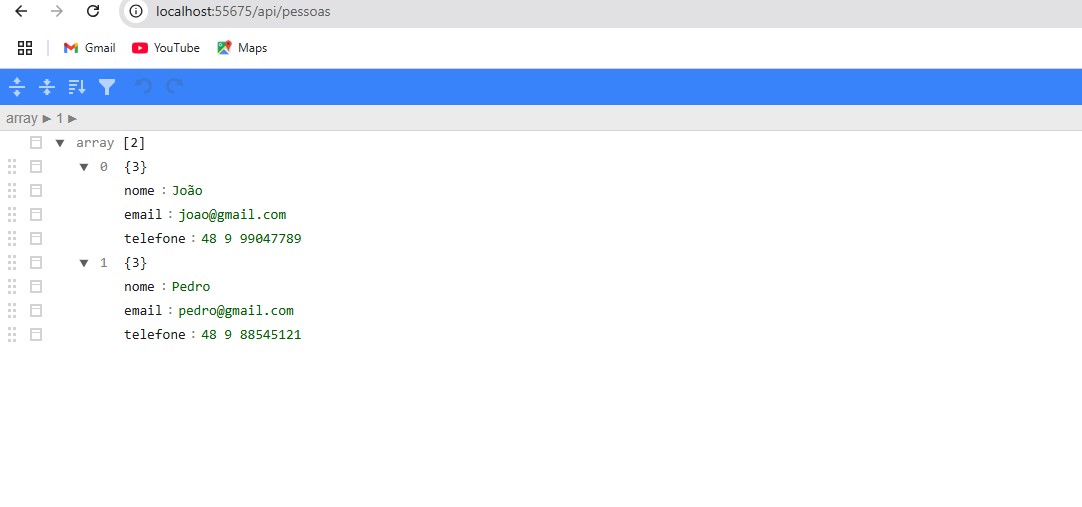 localhost:55675/api/pessoas
Gmail YouTube Maps
array ▶ 1 ▶
▼ array [2]
▼ 0 {3}
nome : João
email : joao@gmail.com
telefone : 48 9 99047789
▼ 1 {3}
nome : Pedro
email : pedro@gmail.com
telefone : 48 9 88545121